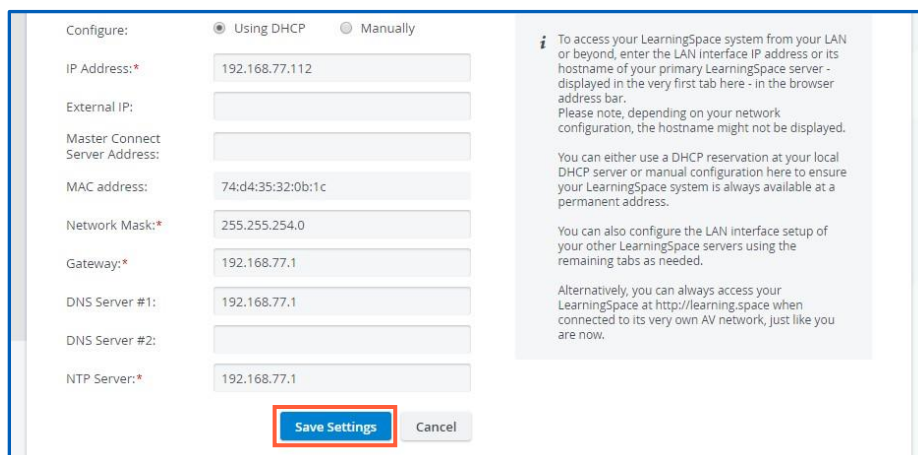 Configure:
Using DHCP
Manually
IP Address:*
192.168.77.112
External IP:
Master Connect
Server Address:
MAC address:
74:d4:35:32:0b:1c
Network Mask:*
255.255.254.0
Gateway:*
192.168.77.1
DNS Server #1:
192.168.77.1
DNS Server #2:
NTP Server:*
192.168.77.1
Save Settings
Cancel
i
To access your LearningSpace system from your LAN
or beyond, enter the LAN interface IP address or its
hostname of your primary LearningSpace server -
displayed in the very first tab here - in the browser
address bar.
Please note, depending on your network
configuration, the hostname might not be displayed.
You can either use a DHCP reservation at your local
DHCP server or manual configuration here to ensure
your LearningSpace system is always available at a
permanent address.
You can also configure the LAN interface setup of
your other LearningSpace servers using the
remaining tabs as needed.
Alternatively, you can always access your
LearningSpace at http://learning.space when
connected to its very own AV network, just like you
are now.